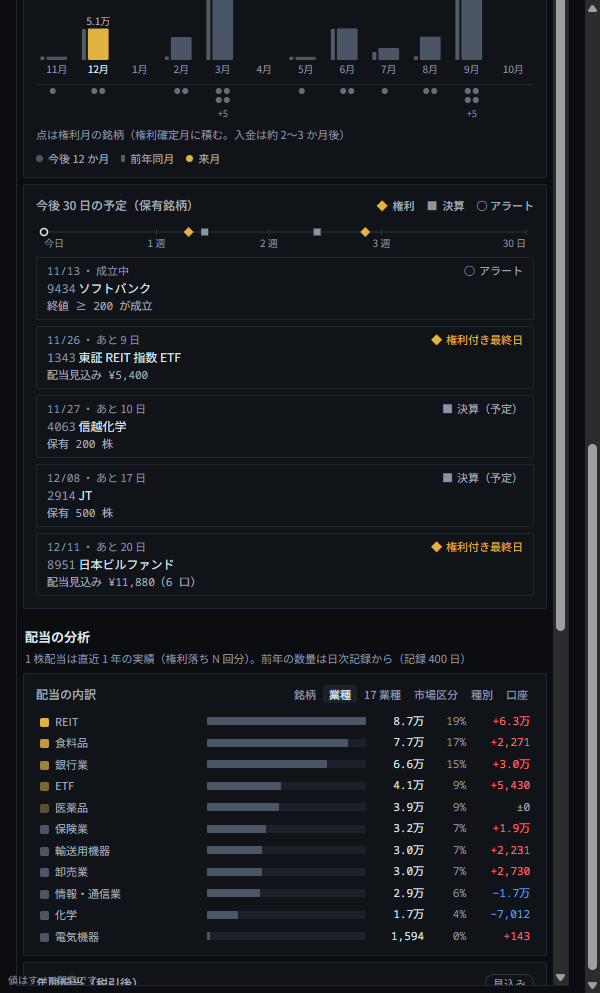 5.1万
11月 12月 1月 2月 3月 4月 5月 6月 7月 8月 9月 10月
+5 +5
点は権利月の銘柄（権利確定月に積む。入金は約 2〜3 か月後）
今後 12 か月 前年同月 来月
今後 30 日の予定（保有銘柄） 権利 決算 アラート
今日 1 週 2 週 3 週 30 日
11/13 ・ 成立中 アラート
9434 ソフトバンク
終値 ≥ 200 が成立
11/26 ・ あと 9 日 権利付き最終日
1343 東証 REIT 指数 ETF
配当見込み ¥5,400
11/27 ・ あと 10 日 決算（予定）
4063 信越化学
保有 200 株
12/08 ・ あと 17 日 決算（予定）
2914 JT
保有 500 株
12/11 ・ あと 20 日 権利付き最終日
8951 日本ビルファンド
配当見込み ¥11,880（6 口）
配当の分析
1 株配当は直近 1 年の実績（権利落ち N 回分）。前年の数量は日次記録から（記録 400 日）
配当の内訳 銘柄 業種 17 業種 市場区分 種別 口座
REIT 8.7万 19% +6.3万
食料品 7.7万 17% +2,271
銀行業 6.6万 15% +3.0万
ETF 4.1万 9% +5,430
医薬品 3.9万 9% ±0
保険業 3.2万 7% +1.9万
輸送用機器 3.0万 7% +2,231
卸売業 3.0万 7% +2,730
情報・通信業 2.9万 6% −1.7万
化学 1.7万 4% −7,012
電気機器 1,594 0% +143
年間配当（税引後） 見込み